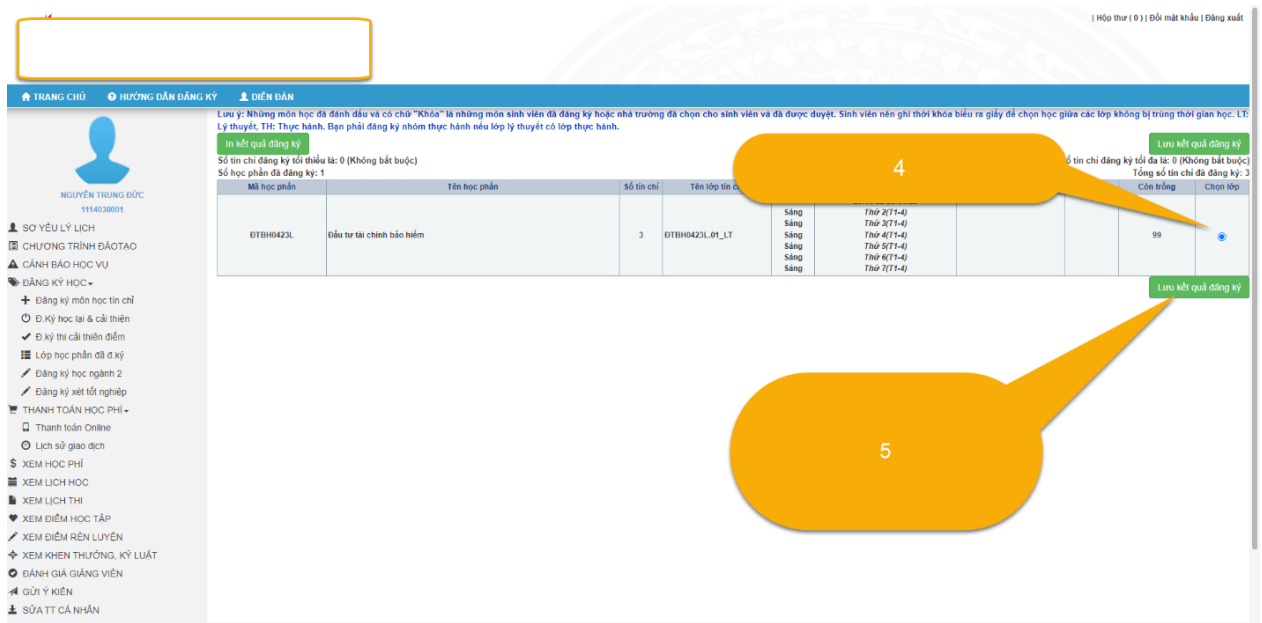 | Hộp thư ( 0 ) | Đổi mật khẩu | Đăng xuất
TRANG CHỦ HƯỚNG DẪN ĐĂNG KÝ DIỄN ĐÀN
NGUYỄN TRUNG ĐỨC
1114030001
SƠ YẾU LÝ LỊCH
CHƯƠNG TRÌNH ĐÀOTẠO
CẢNH BÁO HỌC VỤ
ĐĂNG KÝ HỌC
Đăng ký môn học tín chỉ
Đ.Ký học lại & cải thiện
Đ.ký thi cải thiện điểm
Lớp học phần đã đ.ký
Đăng ký học ngành 2
Đăng ký xét tốt nghiệp
THANH TOÁN HỌC PHÍ
Thanh toán Online
Lịch sử giao dịch
XEM HỌC PHÍ
XEM LỊCH HỌC
XEM LỊCH THI
XEM ĐIỂM HỌC TẬP
XEM ĐIỂM RÈN LUYỆN
XEM KHEN THƯỞNG, KỶ LUẬT
ĐÁNH GIÁ GIẢNG VIÊN
GỬI Ý KIẾN
SỬA TT CÁ NHÂN
Lưu ý: Những môn học đã đánh dấu và có chữ "Khóa" là những môn sinh viên đã đăng ký hoặc nhà trường đã chọn cho sinh viên và đã được duyệt. Sinh viên nên ghi thời khóa biểu ra giấy để chọn học giữa các lớp không bị trùng thời gian học. LT:
Lý thuyết, TH: Thực hành. Bạn phải đăng ký nhóm thực hành nếu lớp lý thuyết có lớp thực hành.
In kết quả đăng ký Lưu kết quả đăng ký
Số tín chỉ đăng ký tối thiểu là: 0 (Không bắt buộc) tín chỉ đăng ký tối đa là: 0 (Không bắt buộc)
Số học phần đã đăng ký: 1 Tổng số tín chỉ đã đăng ký: 3
Mã học phần Tên học phần Số tín chỉ Tên lớp tín Còn trống Chọn lớp
Sáng Thứ 2(T1-4)
Sáng Thứ 3(T1-4)
ĐTBH0423L Đầu tư tài chính bảo hiểm 3 ĐTBH0423L.01_LT Sáng Thứ 4(T1-4) 99
Sáng Thứ 5(T1-4)
Sáng Thứ 6(T1-4)
Sáng Thứ 7(T1-4)
Lưu kết quả đăng ký
4
5